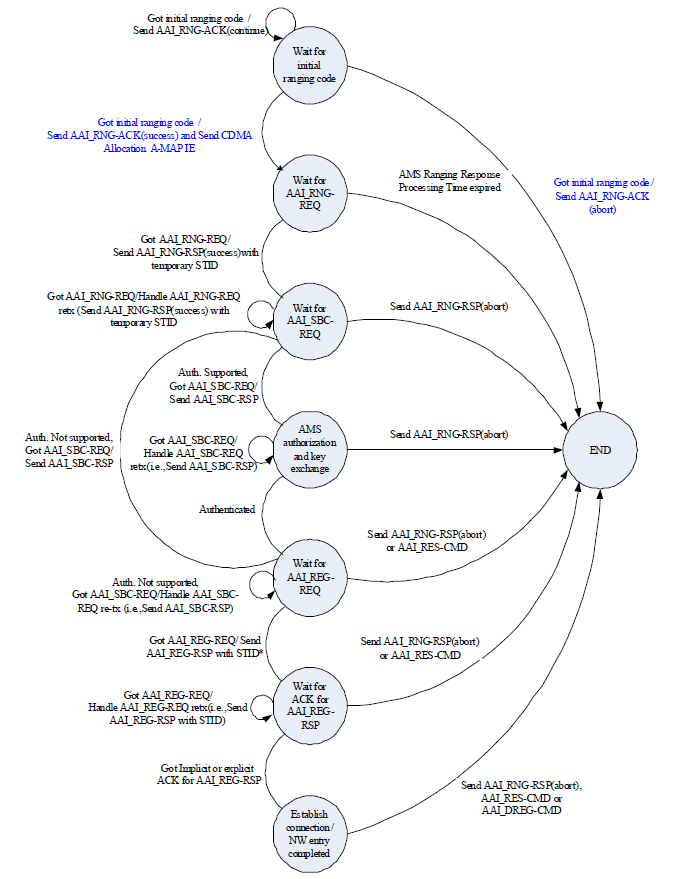 Got initial ranging code /
Send AAI_RNG-ACK(continue)
Wait for
initial
ranging code
Got initial ranging code /
Send AAI_RNG-ACK(success) and Send CDMA
Allocation A-MAP IE
AMS Ranging Response
Processing Time expired
Got initial ranging code /
Send AAI_RNG-ACK
(abort)
Wait for
AAI_RNG-
REQ
Got AAI_RNG-REQ/
Send AAI_RNG-RSP(success)with
temporary STID
Got AAI_RNG-REQ/Handle AAI_RNG-REQ
retx (Send AAI_RNG-RSP(success) with
temporary STID
Wait for
AAI_SBC-
REQ
Send AAI_RNG-RSP(abort)
Auth. Supported,
Got AAI_SBC-REQ/
Send AAI_SBC-RSP
Auth. Not supported,
Got AAI_SBC-REQ/
Send AAI_SBC-RSP
Got AAI_SBC-REQ/
Handle AAI_SBC-REQ
retx(i.e.,Send AAI_SBC-RSP)
AMS
authorization
and key
exchange
Send AAI_RNG-RSP(abort)
END
Authenticated
Send AAI_RNG-RSP(abort)
or AAI_RES-CMD
Wait for
AAI_REG-
REQ
Auth. Not supported,
Got AAI_SBC-REQ/Handle AAI_SBC-
REQ re-tx (i.e.,Send AAI_SBC-RSP)
Got AAI_REG-REQ/ Send
AAI_REG-RSP with STID*
Send AAI_RNG-RSP(abort)
or AAI_RES-CMD
Got AAI_REG-REQ/
Handle AAI_REG-REQ retx(i.e.,Send
AAI_REG-RSP with STID)
Wait for
ACK for
AAI_REG-
RSP
Got Implicit or explicit
ACK for AAI_REG-RSP
Send AAI_RNG-RSP(abort),
AAI_RES-CMD or
AAI_DREG-CMD
Establish
connection/
NW entry
completed